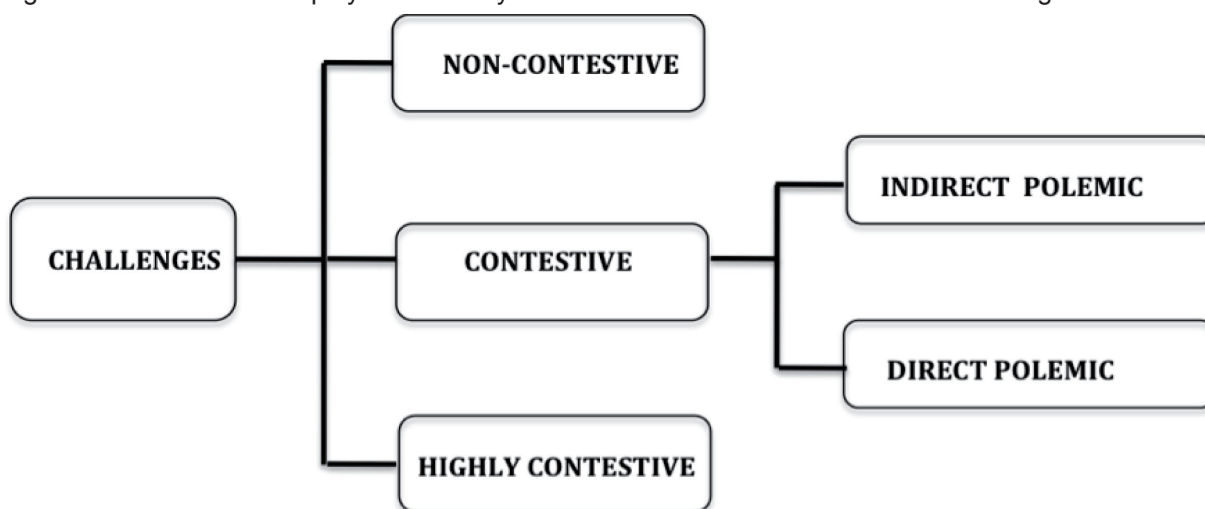 NON-CONTESTIVE
INDIRECT POLEMIC
CHALLENGES
CONTESTIVE
DIRECT POLEMIC
HIGHLY CONTESTIVE